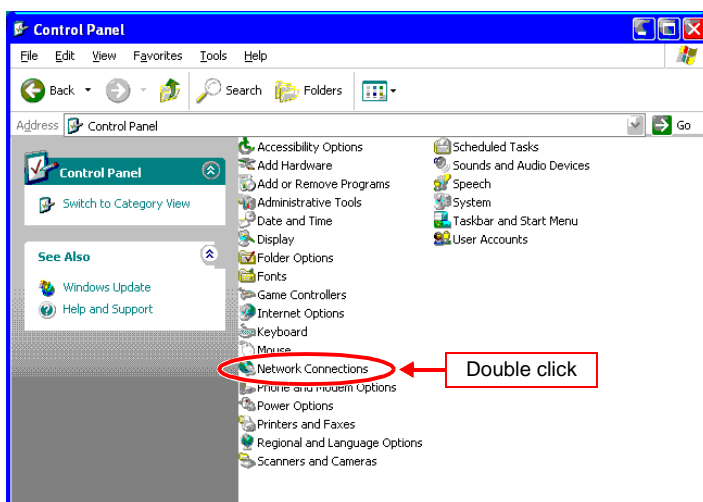 Control Panel
File Edit View Favorites Tools Help
Back Search Folders
Address Control Panel Go
Control Panel
Switch to Category View
See Also
Windows Update
Help and Support
Accessibility Options
Add Hardware
Add or Remove Programs
Administrative Tools
Date and Time
Display
Folder Options
Fonts
Game Controllers
Internet Options
Keyboard
Mouse
Network Connections
Phone and Modem Options
Power Options
Printers and Faxes
Regional and Language Options
Scanners and Cameras
Scheduled Tasks
Sounds and Audio Devices
Speech
System
Taskbar and Start Menu
User Accounts
Double click